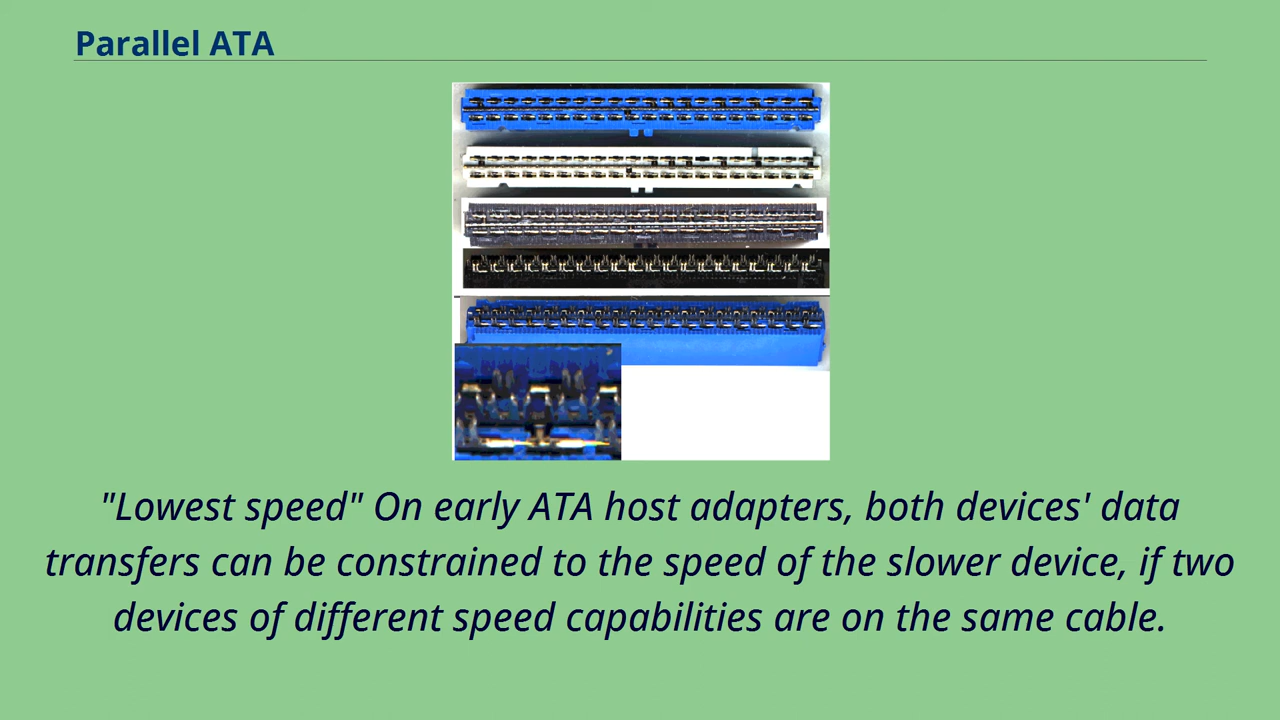 Parallel ATA
"Lowest speed" On early ATA host adapters, both devices' data
transfers can be constrained to the speed of the slower device, if two
devices of different speed capabilities are on the same cable.